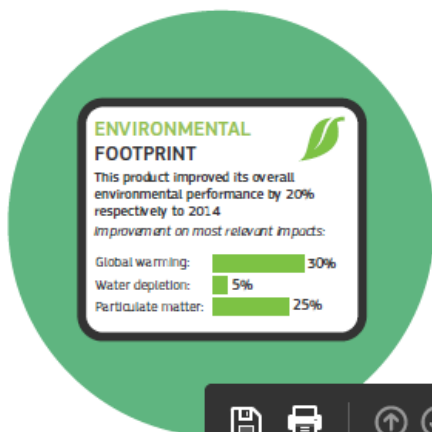 ENVIRONMENTAL
FOOTPRINT
This product improved its overall
environmental performance by 20%
respectively to 2014
Improvement on most relevant impacts:
Global warming: 30%
Water depletion: 5%
Particulate matter: 25%